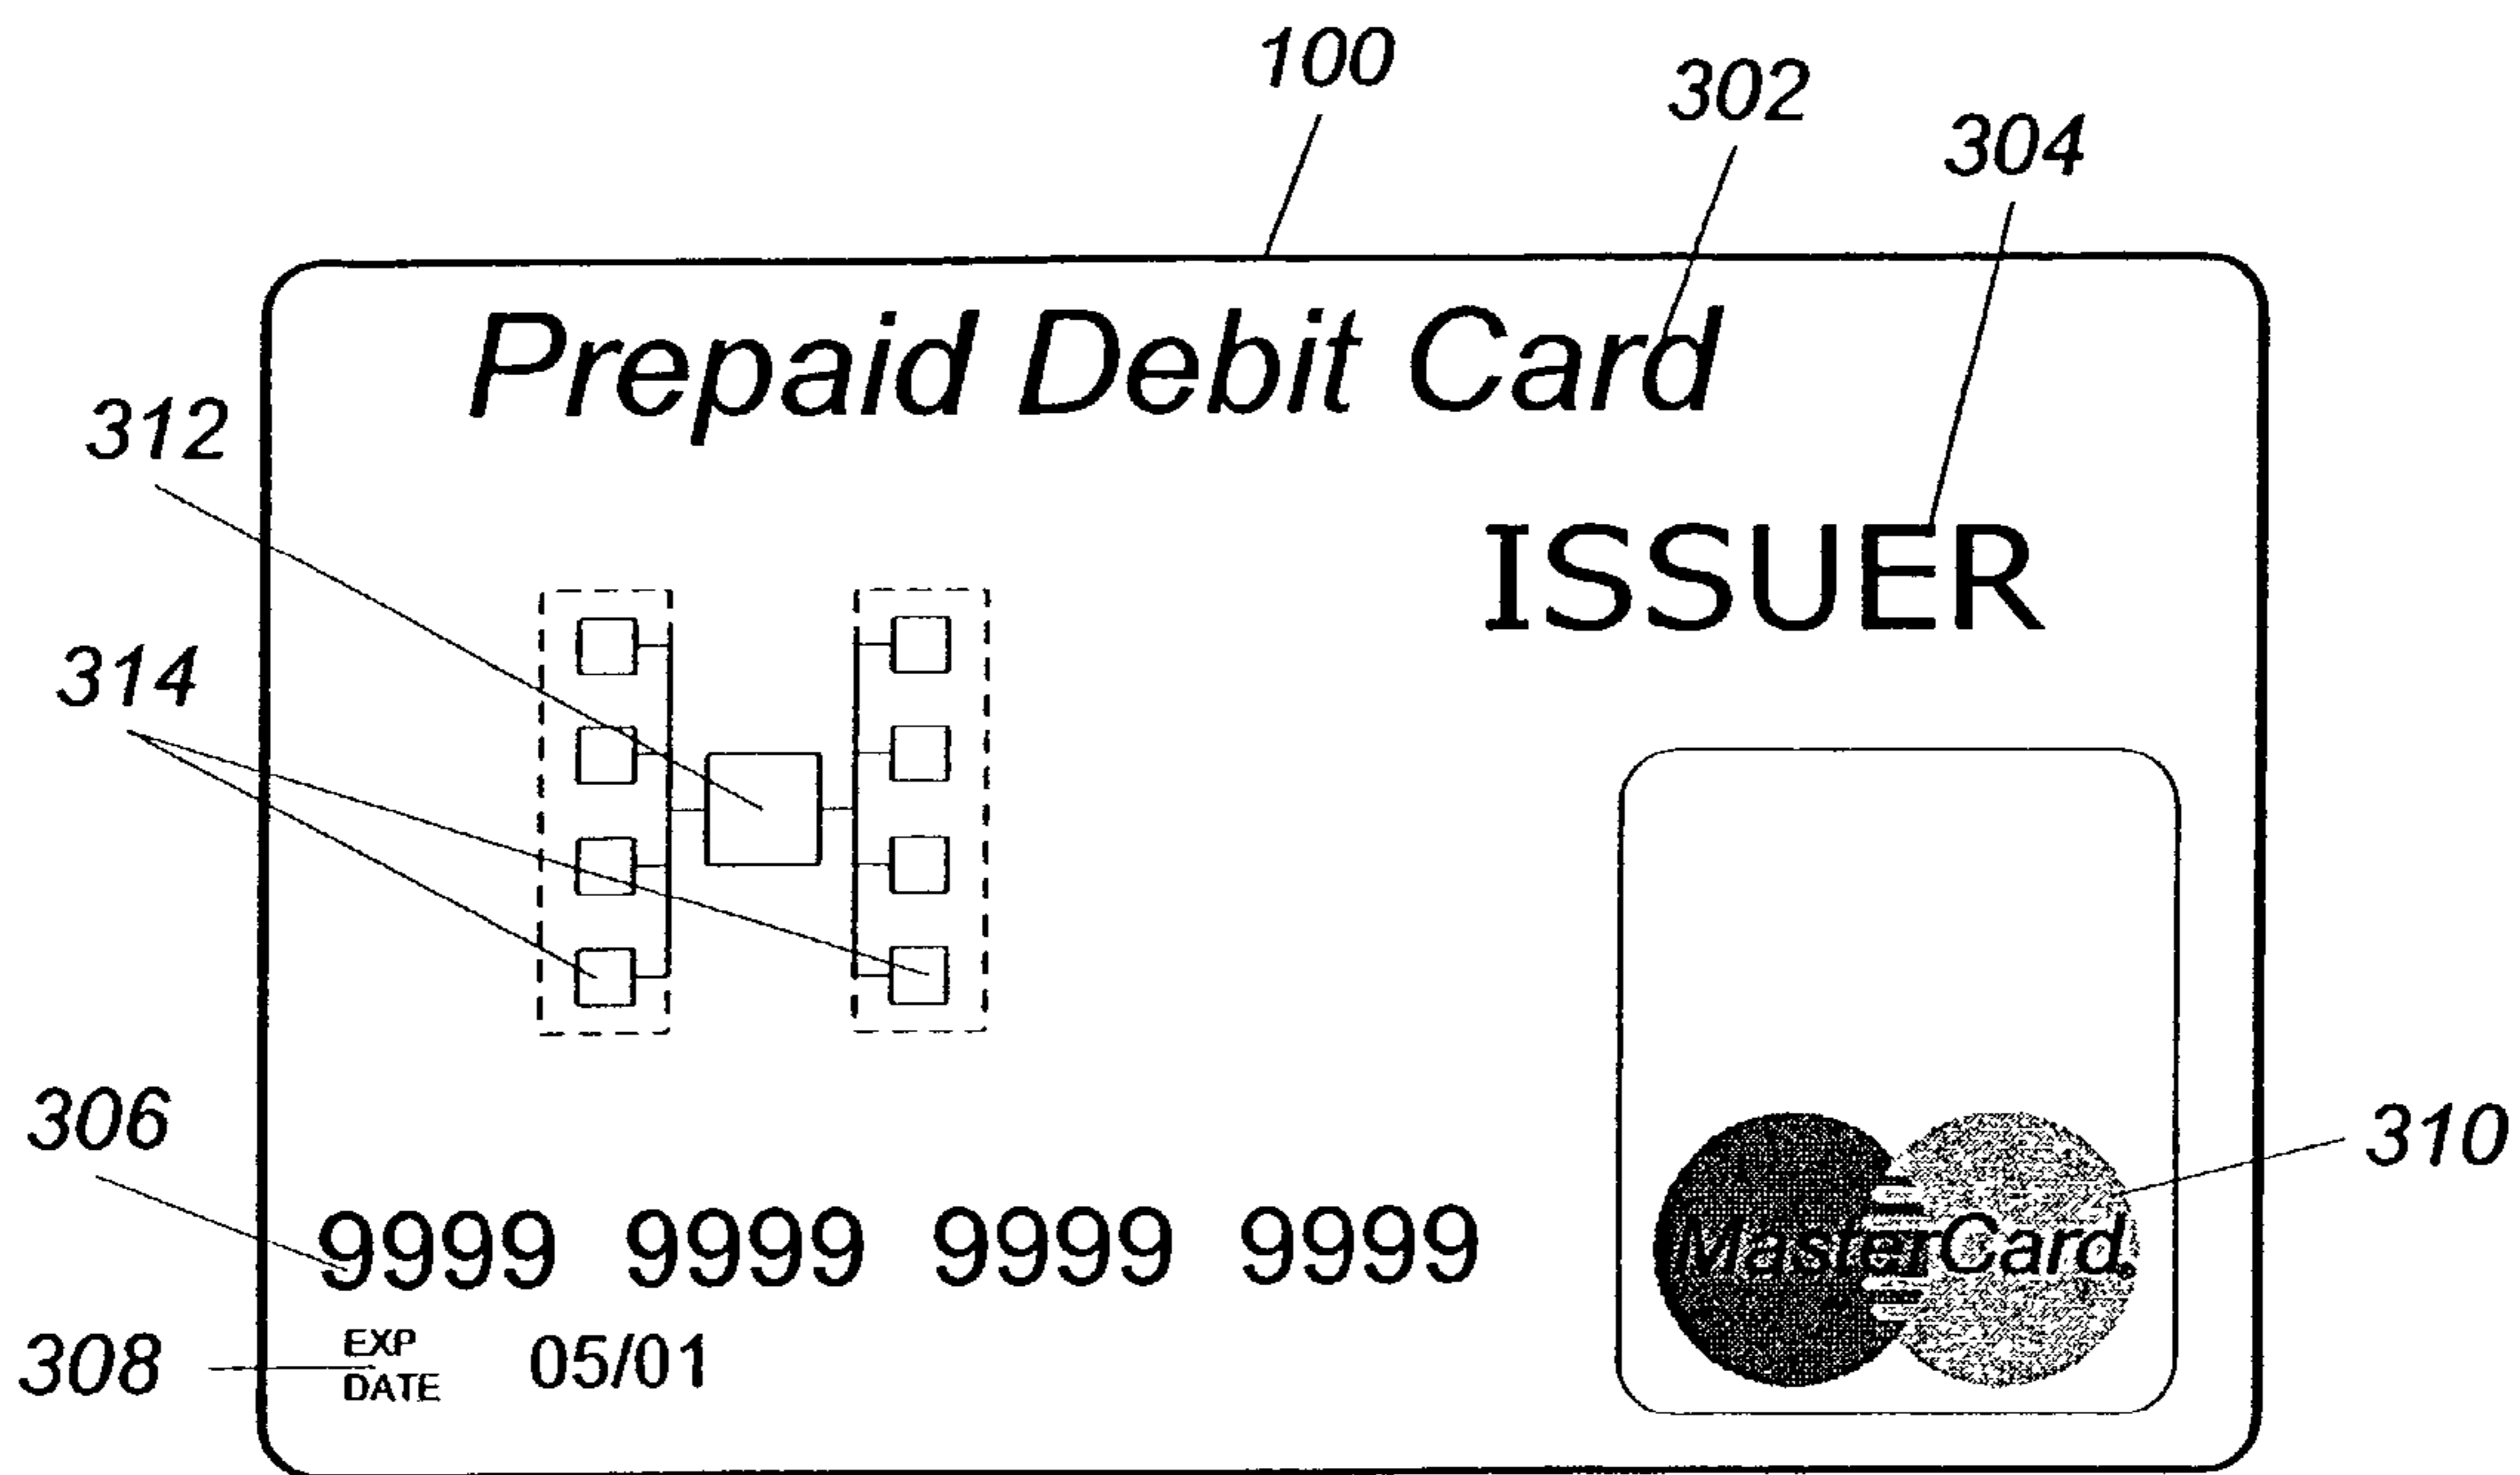 100
302
304
Prepaid Debit Card
312
ISSUER
314
306
310
9999 9999 9999 9999
MasterCard®
308
EXP DATE 05/01